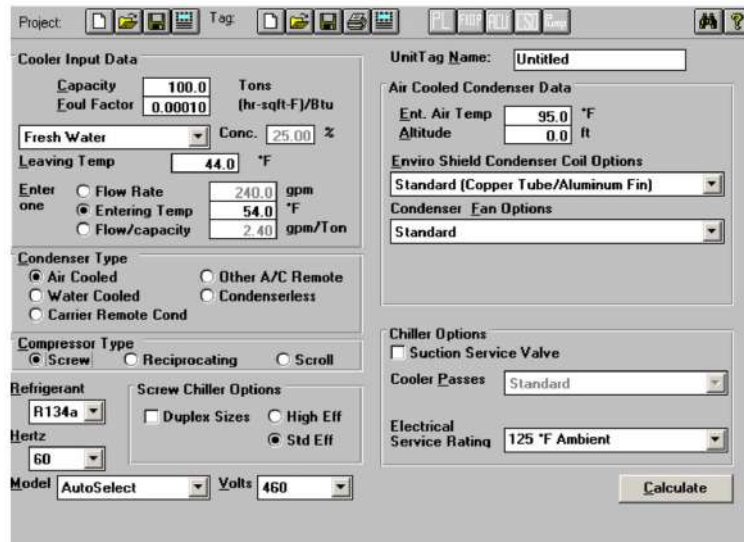 Project:
Tag:
PL
ACU
Cooler Input Data
Capacity 100.0 Tons
Foul Factor 0.00010 (hr-sqft-F)/Btu
Fresh Water Conc. 25.00 %
Leaving Temp 44.0 °F
Enter one
Flow Rate 240.0 gpm
Entering Temp 54.0 °F
Flow/capacity 2.40 gpm/Ton
Condenser Type
Air Cooled Other A/C Remote
Water Cooled Condenserless
Carrier Remote Cond
Compressor Type
Screw Reciprocating Scroll
Refrigerant
R134a
Hertz
60
Screw Chiller Options
Duplex Sizes High Eff
Std Eff
Model AutoSelect Volts 460
UnitTag Name: Untitled
Air Cooled Condenser Data
Ent. Air Temp 95.0 °F
Altitude 0.0 ft
Enviro Shield Condenser Coil Options
Standard (Copper Tube/Aluminum Fin)
Condenser Fan Options
Standard
Chiller Options
Suction Service Valve
Cooler Passes Standard
Electrical
Service Rating 125 °F Ambient
Calculate